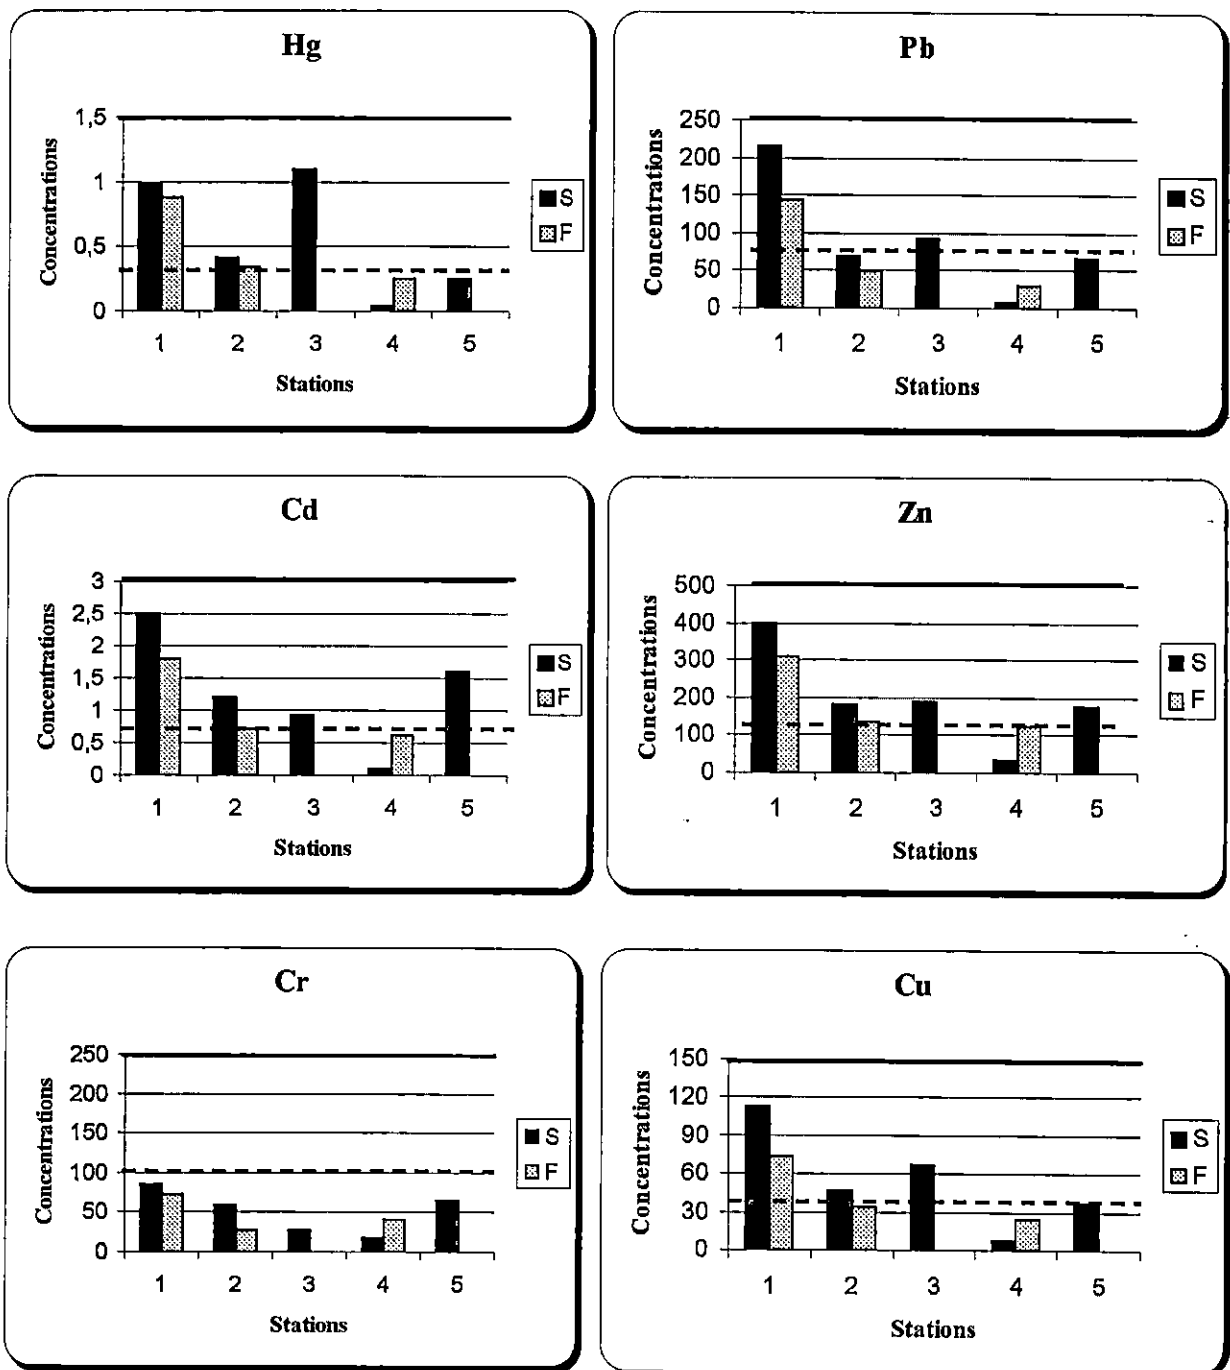 Hg
1,5
1
0,5
0
Concentrations
1 2 3 4 5
Stations
S
F
Pb
250
200
150
100
50
0
Concentrations
1 2 3 4 5
Stations
S
F
Cd
3
2,5
2
1,5
1
0,5
0
Concentrations
1 2 3 4 5
Stations
S
F
Zn
500
400
300
200
100
0
Concentrations
1 2 3 4 5
Stations
S
F
Cr
250
200
150
100
50
0
Concentrations
1 2 3 4 5
Stations
S
F
Cu
150
120
90
60
30
0
Concentrations
1 2 3 4 5
Stations
S
F